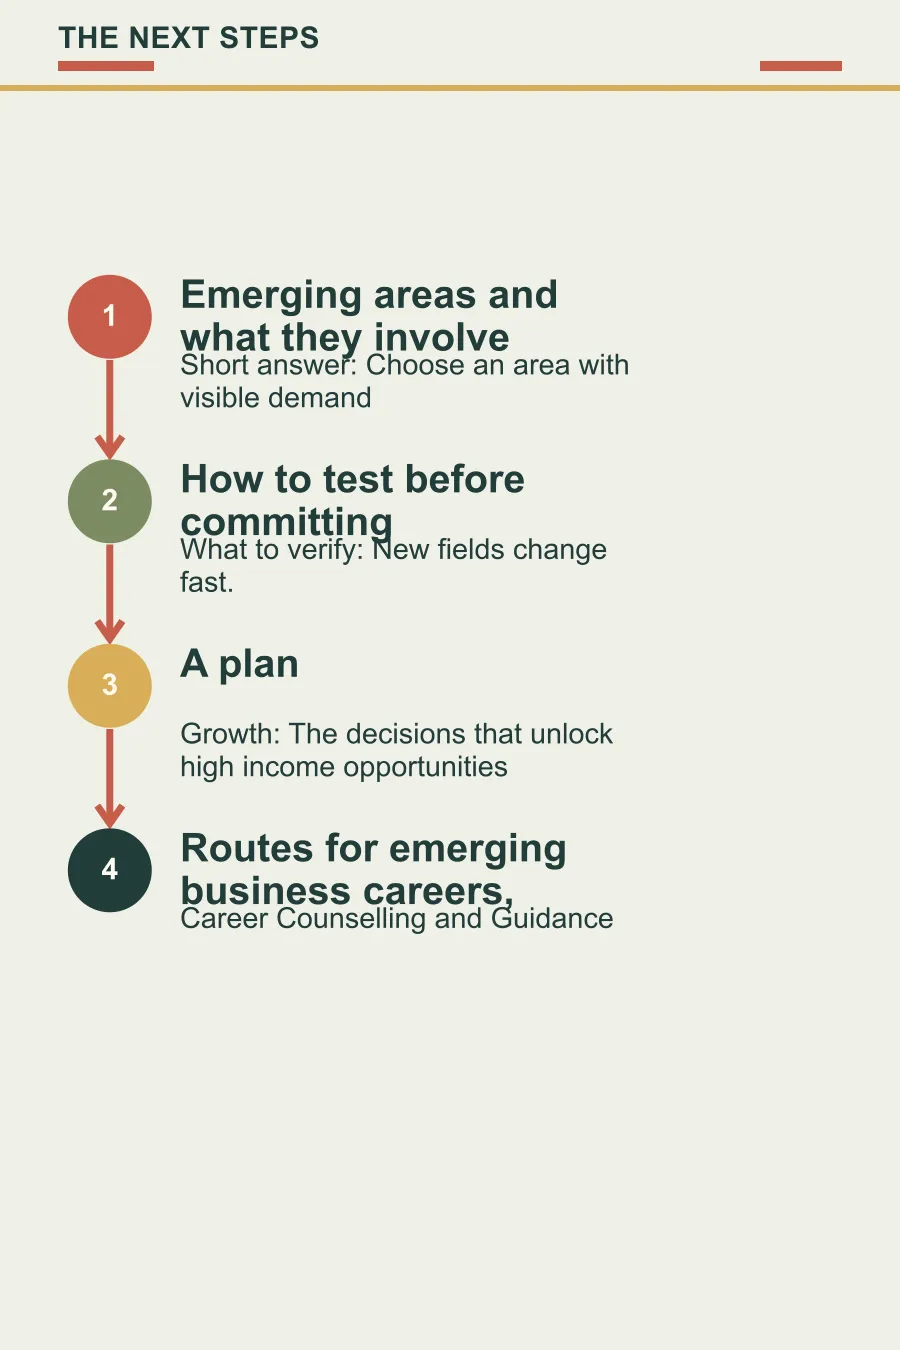 THE NEXT STEPS
1
Emerging areas and
what they involve
Short answer: Choose an area with
visible demand
2
How to test before
committing
What to verify: New fields change
fast.
3
A plan
Growth: The decisions that unlock
high income opportunities
4
Routes for emerging
business careers,
Career Counselling and Guidance